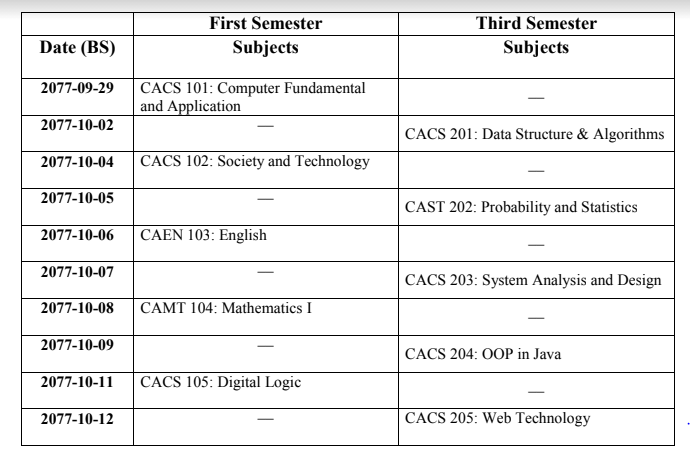 First Semester Third Semester
Date (BS) Subjects Subjects
2077-09-29 CACS 101: Computer Fundamental
and Application —
2077-10-02 — CACS 201: Data Structure & Algorithms
2077-10-04 CACS 102: Society and Technology —
2077-10-05 — CAST 202: Probability and Statistics
2077-10-06 CAEN 103: English —
2077-10-07 — CACS 203: System Analysis and Design
2077-10-08 CAMT 104: Mathematics I —
2077-10-09 — CACS 204: OOP in Java
2077-10-11 CACS 105: Digital Logic —
2077-10-12 — CACS 205: Web Technology